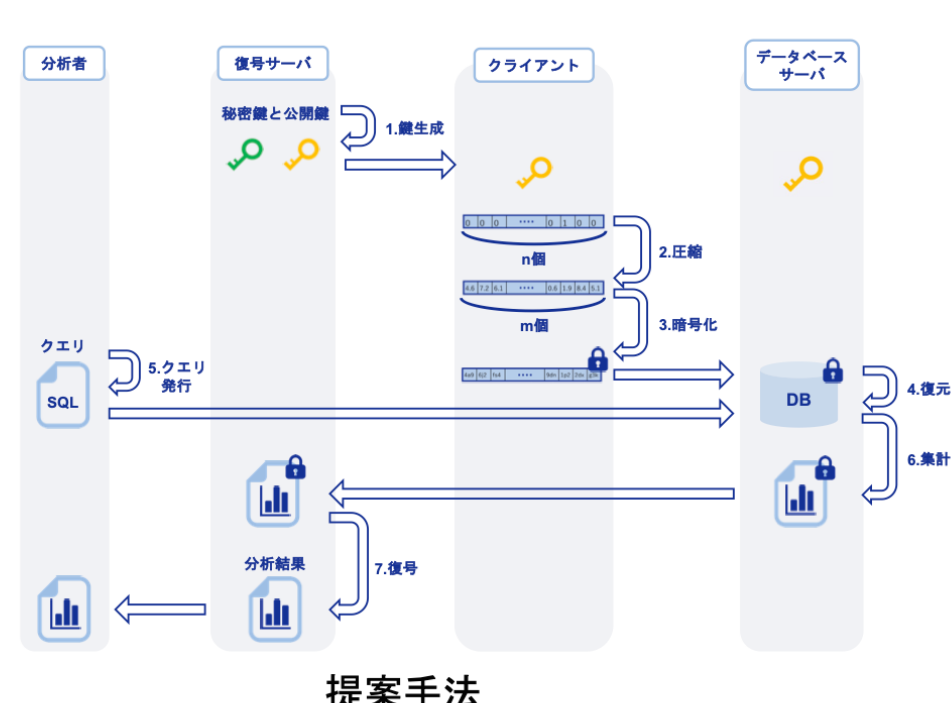 分析者
復号サーバ
クライアント
データベース
サーバ
秘密鍵と公開鍵
1.鍵生成
0 0 0 ···· 0 1 0 0
n個
2.圧縮
4.6 7.2 6.1 ···· 0.6 1.9 8.4 5.1
m個
3.暗号化
クエリ
SQL
5.クエリ
発行
····
DB
4.復元
6.集計
分析結果
7.復号
提案手法